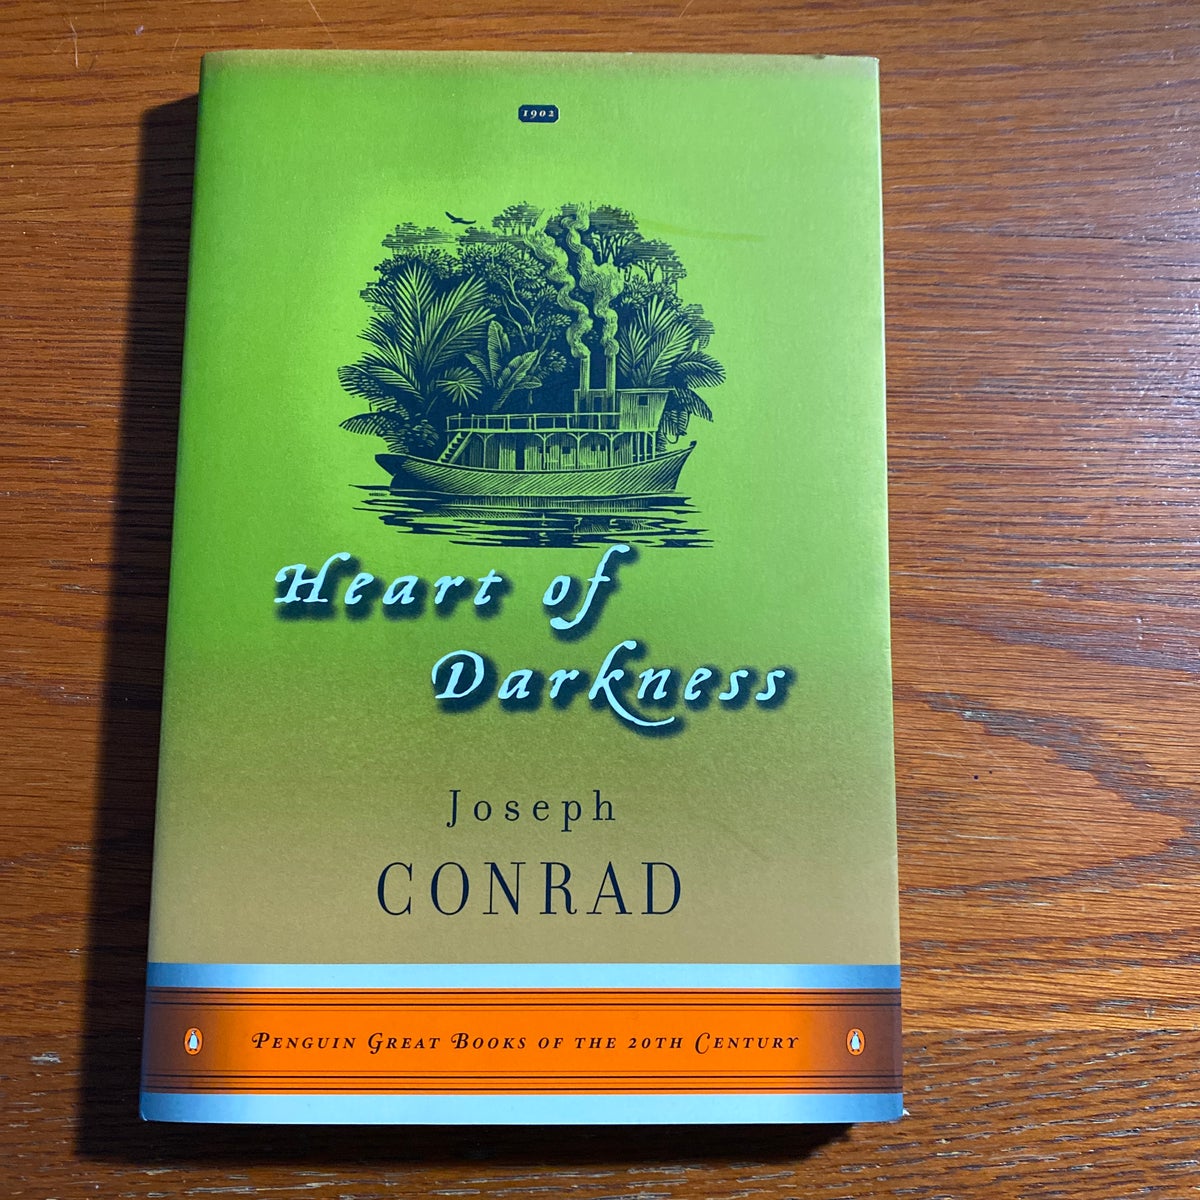 1902
Heart of
Darkness
Joseph
CONRAD
PENGUIN GREAT BOOKS OF THE 20TH CENTURY